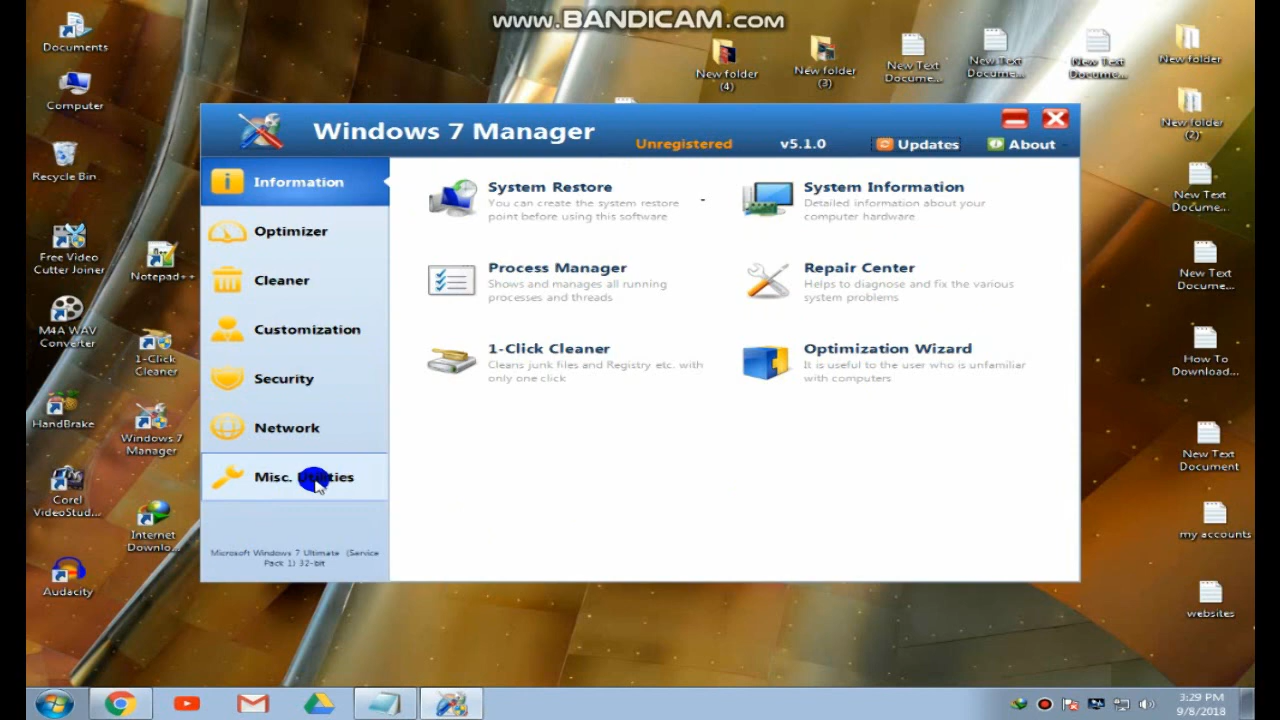 www.BANDICAM.com
Documents
Computer
Recycle Bin
Free Video
Cutter Joiner
Notepad++
M4A WAV
Converter
1-Click
Cleaner
HandBrake
Windows 7
Manager
Corel
VideoStud...
Internet
Downlo...
Audacity
New folder
(4)
New folder
(3)
New Text
Docume...
New Text
Docume...
New Text
Docume...
New folder
New folder
(2)
New Text
Docume...
New Text
Docume...
How To
Download...
New Text
Document
my accounts
websites
Windows 7 Manager
Unregistered
v5.1.0
Updates
About
Information
Optimizer
Cleaner
Customization
Security
Network
Misc. Utilities
Microsoft Windows 7 Ultimate (Service
Pack 1) 32-bit
System Restore
You can create the system restore
point before using this software
System Information
Detailed information about your
computer hardware
Process Manager
Shows and manages all running
processes and threads
Repair Center
Helps to diagnose and fix the various
system problems
1-Click Cleaner
Cleans junk files and Registry etc. with
only one click
Optimization Wizard
It is useful to the user who is unfamiliar
with computers
3:29 PM
9/8/2018